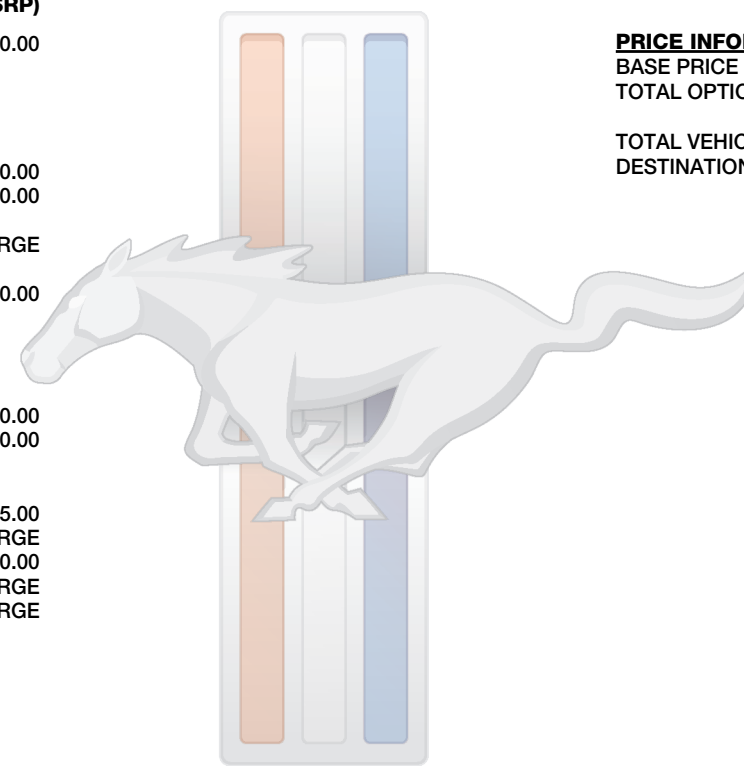 SRP)
0.00
0.00
0.00
RGE
0.00
0.00
0.00
5.00
RGE
0.00
RGE
RGE
PRICE INFO
BASE PRICE
TOTAL OPTIO
TOTAL VEHIC
DESTINATION